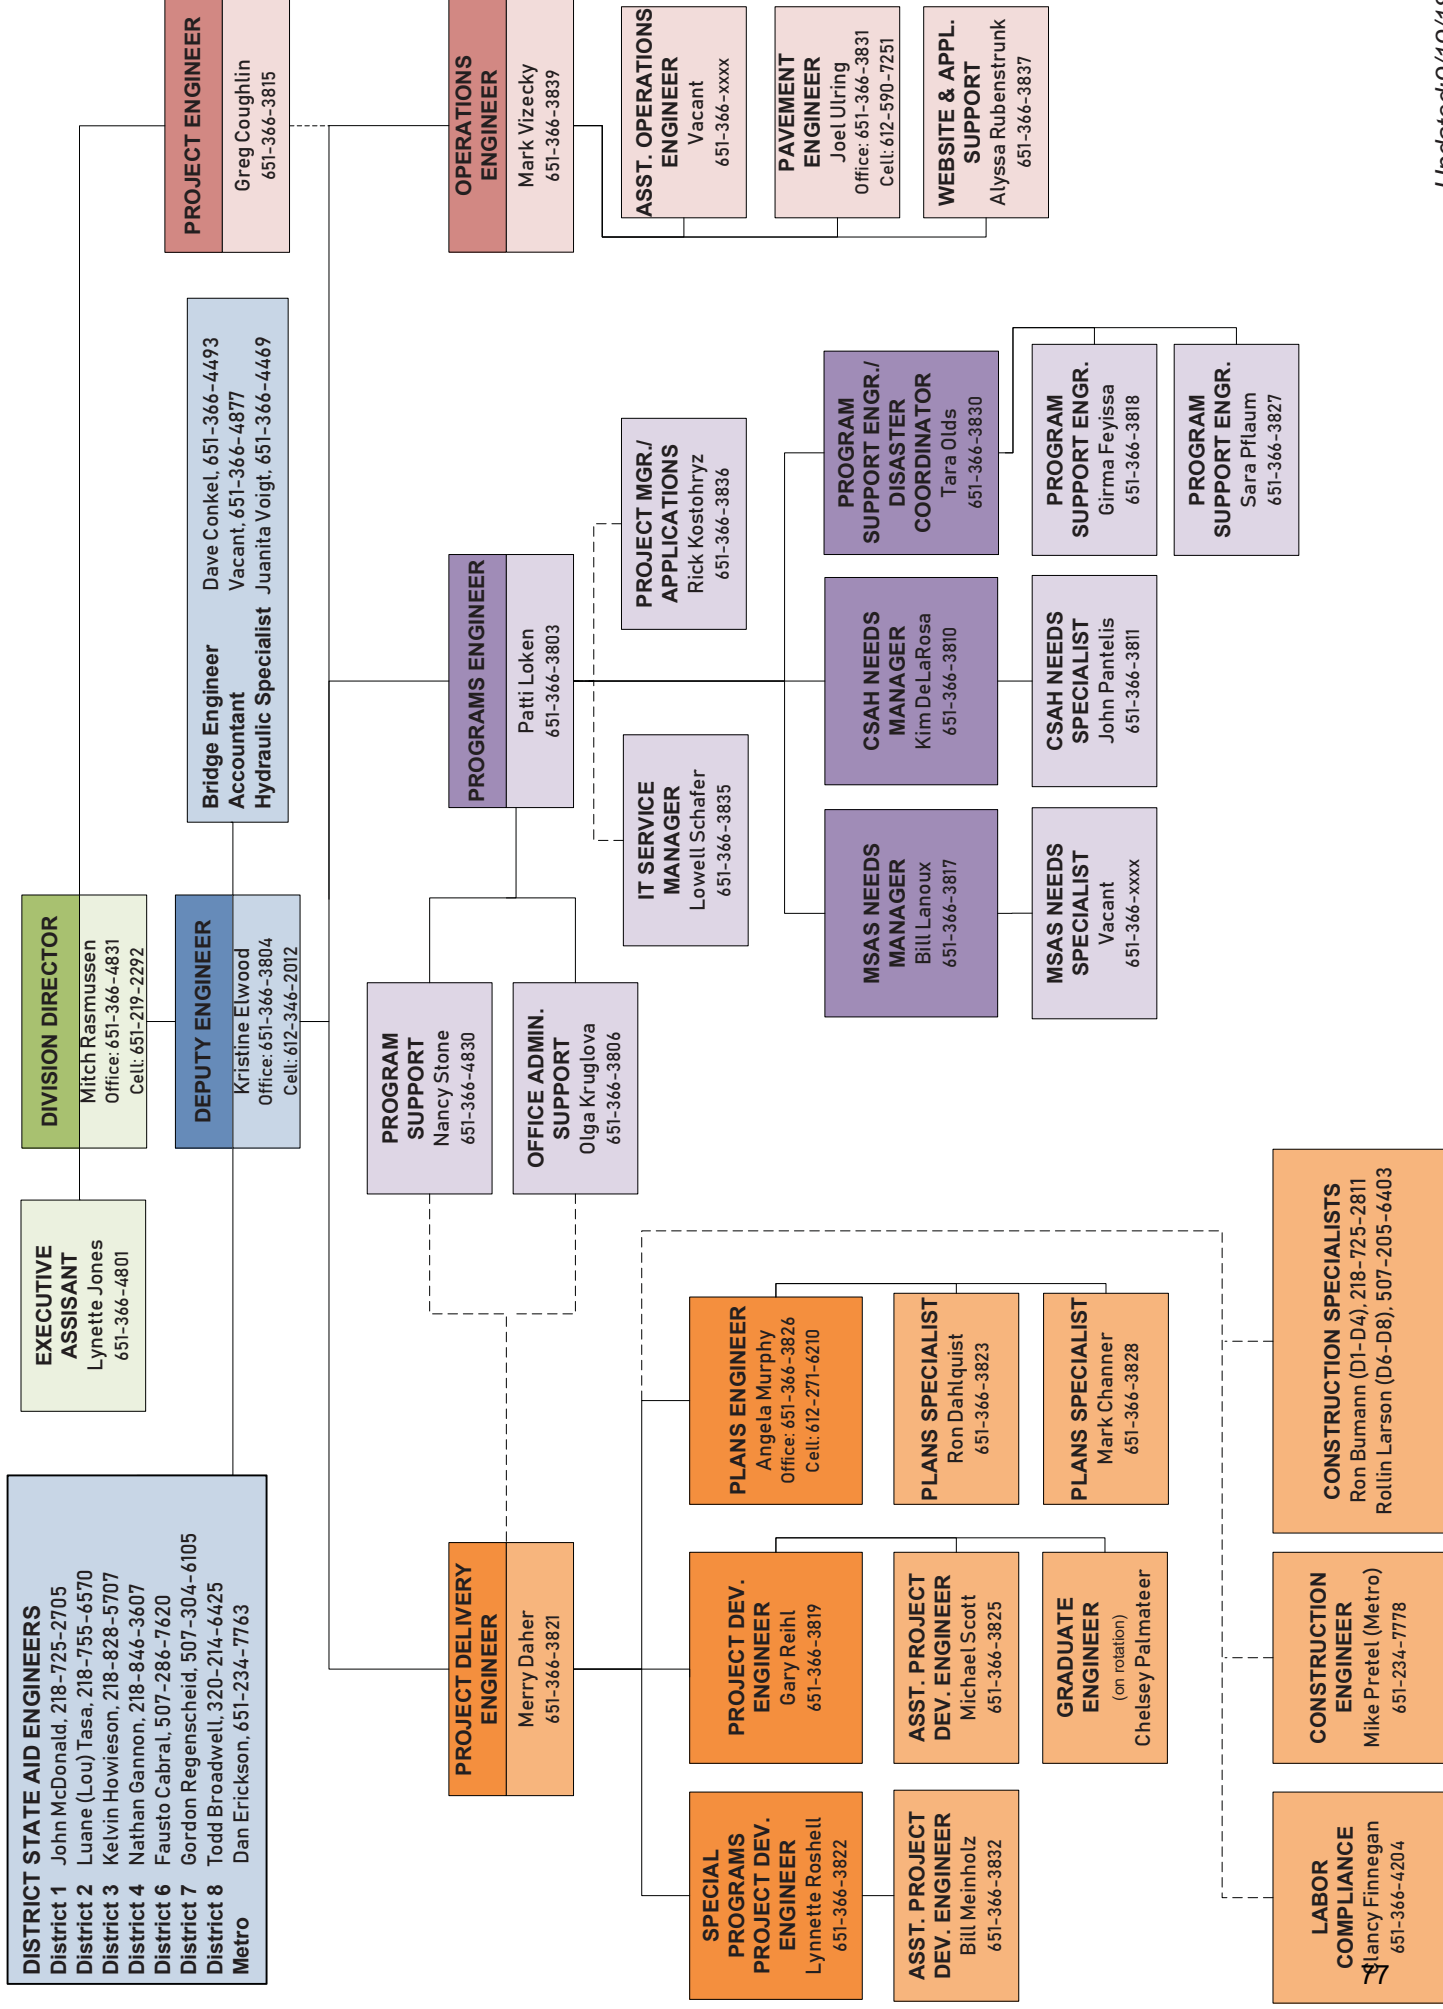 DISTRICT STATE AID ENGINEERS
District 1 John McDonald, 218-725-2705
District 2 Luane (Lou) Tasa, 218-755-6570
District 3 Kelvin Howieson, 218-828-5707
District 4 Nathan Gannon, 218-846-3607
District 6 Fausto Cabral, 507-286-7620
District 7 Gordon Regenscheid, 507-304-6105
District 8 Todd Broadwell, 320-214-6425
Metro Dan Erickson, 651-234-7763
EXECUTIVE
ASSISANT
Lynette Jones
651-366-4801
DIVISION DIRECTOR
Mitch Rasmussen
Office: 651-366-4831
Cell: 651-219-2292
DEPUTY ENGINEER
Kristine Elwood
Office: 651-366-3804
Cell: 612-346-2012
Bridge Engineer Dave Conkel, 651-366-4493
Accountant Vacant, 651-366-4877
Hydraulic Specialist Juanita Voigt, 651-366-4469
PROJECT ENGINEER
Greg Coughlin
651-366-3815
PROJECT DELIVERY
ENGINEER
Merry Daher
651-366-3821
PROGRAM
SUPPORT
Nancy Stone
651-366-4830
OFFICE ADMIN.
SUPPORT
Olga Kruglova
651-366-3806
PROGRAMS ENGINEER
Patti Loken
651-366-3803
OPERATIONS
ENGINEER
Mark Vizecky
651-366-3839
IT SERVICE
MANAGER
Lowell Schafer
651-366-3835
PROJECT MGR./
APPLICATIONS
Rick Kostohryz
651-366-3836
ASST. OPERATIONS
ENGINEER
Vacant
651-366-xxxx
PAVEMENT
ENGINEER
Joel Ulring
Office: 651-366-3831
Cell: 612-590-7251
WEBSITE & APPL.
SUPPORT
Alyssa Rubenstrunk
651-366-3837
SPECIAL
PROGRAMS
PROJECT DEV.
ENGINEER
Lynnette Roshell
651-366-3822
PROJECT DEV.
ENGINEER
Gary Reihl
651-366-3819
PLANS ENGINEER
Angela Murphy
Office: 651-366-3826
Cell: 612-271-6210
MSAS NEEDS
MANAGER
Bill Lanoux
651-366-3817
CSAH NEEDS
MANAGER
Kim DeLaRosa
651-366-3810
PROGRAM
SUPPORT ENGR./
DISASTER
COORDINATOR
Tara Olds
651-366-3830
ASST. PROJECT
DEV. ENGINEER
Bill Meinholz
651-366-3832
ASST. PROJECT
DEV. ENGINEER
Michael Scott
651-366-3825
PLANS SPECIALIST
Ron Dahlquist
651-366-3823
MSAS NEEDS
SPECIALIST
Vacant
651-366-xxxx
CSAH NEEDS
SPECIALIST
John Pantelis
651-366-3811
PROGRAM
SUPPORT ENGR.
Girma Feyissa
651-366-3818
GRADUATE
ENGINEER
(on rotation)
Chelsey Palmateer
PLANS SPECIALIST
Mark Channer
651-366-3828
PROGRAM
SUPPORT ENGR.
Sara Pflaum
651-366-3827
LABOR
COMPLIANCE
Clancy Finnegan
651-366-4204
CONSTRUCTION
ENGINEER
Mike Pretel (Metro)
651-234-7778
CONSTRUCTION SPECIALISTS
Ron Bumann (D1-D4), 218-725-2811
Rollin Larson (D6-D8), 507-205-6403
77